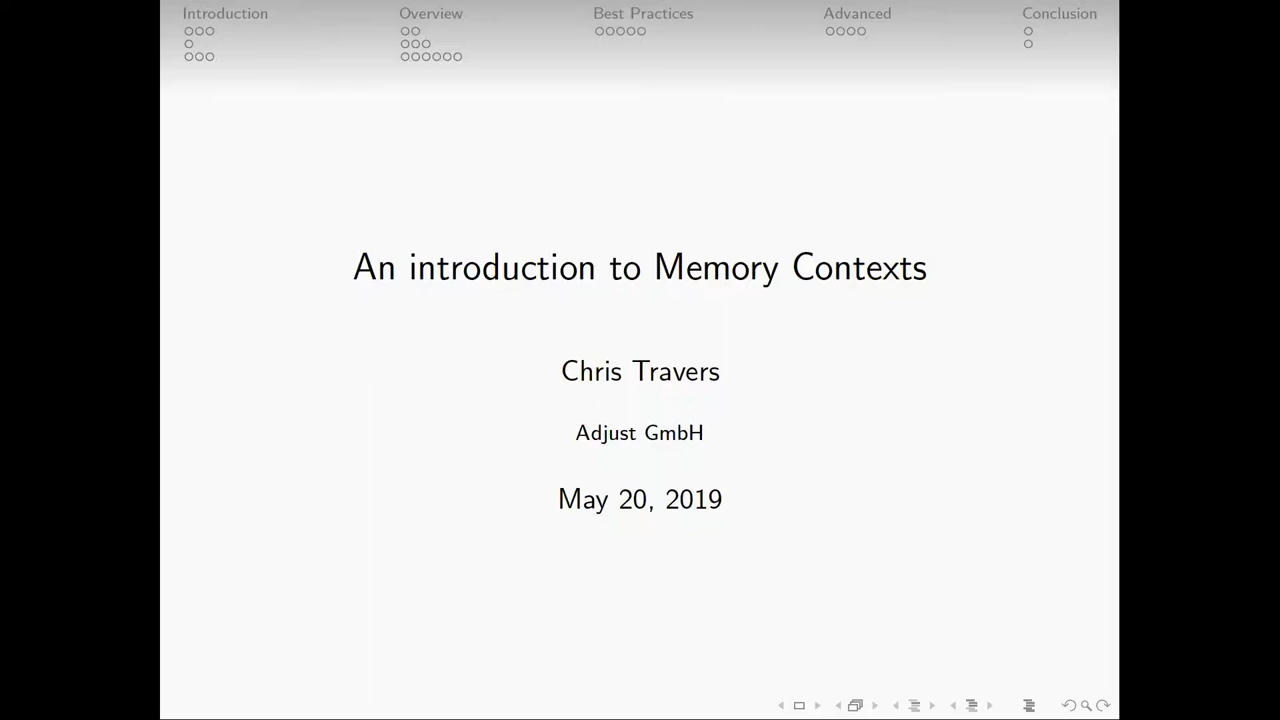 Introduction Overview Best Practices Advanced Conclusion
An introduction to Memory Contexts
Chris Travers
Adjust GmbH
May 20, 2019